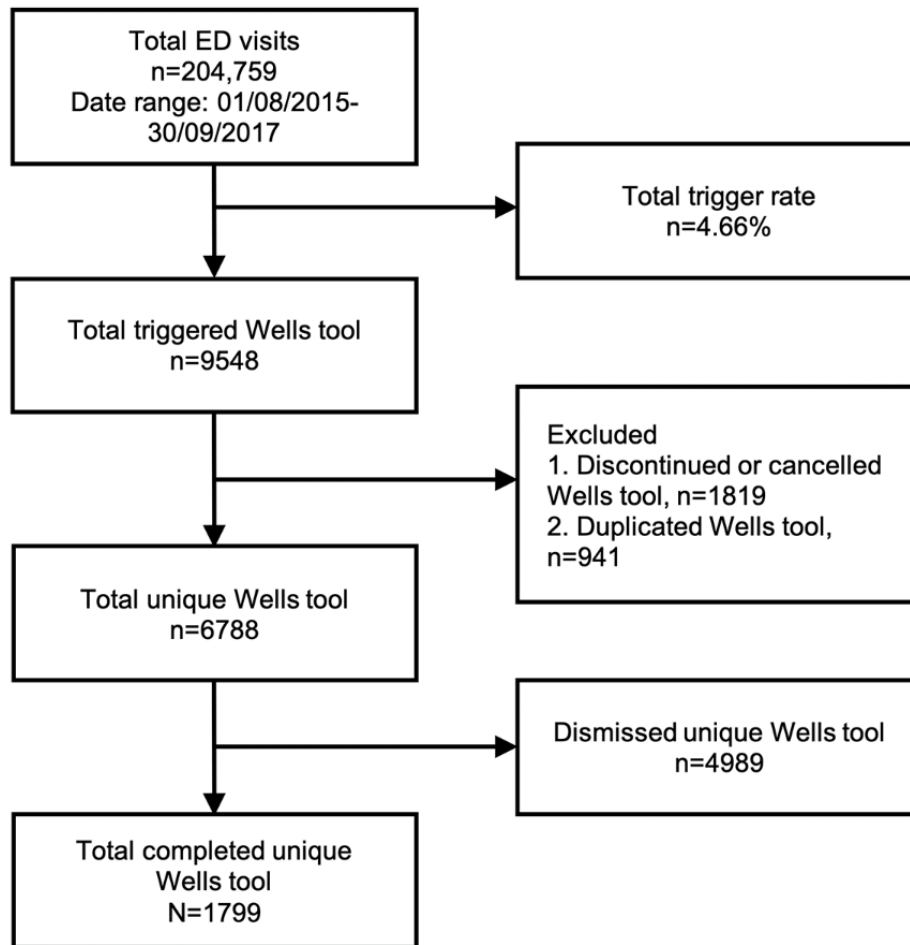 Total ED visits
n=204,759
Date range: 01/08/2015-
30/09/2017
Total trigger rate
n=4.66%
Total triggered Wells tool
n=9548
Excluded
1. Discontinued or cancelled
Wells tool, n=1819
2. Duplicated Wells tool,
n=941
Total unique Wells tool
n=6788
Dismissed unique Wells tool
n=4989
Total completed unique
Wells tool
N=1799